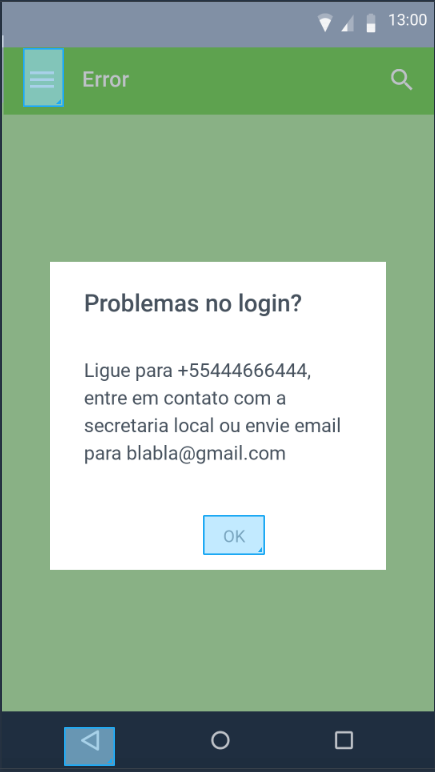 13:00
Error
Problemas no login?
Ligue para +55444666444,
entre em contato com a
secretaria local ou envie email
para blabla@gmail.com
OK